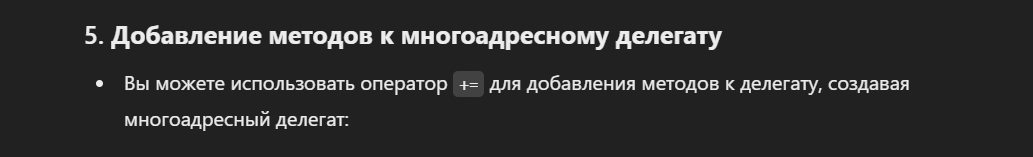 5. Добавление методов к многоадресному делегату
• Вы можете использовать оператор += для добавления методов к делегату, создавая
многоадресный делегат: